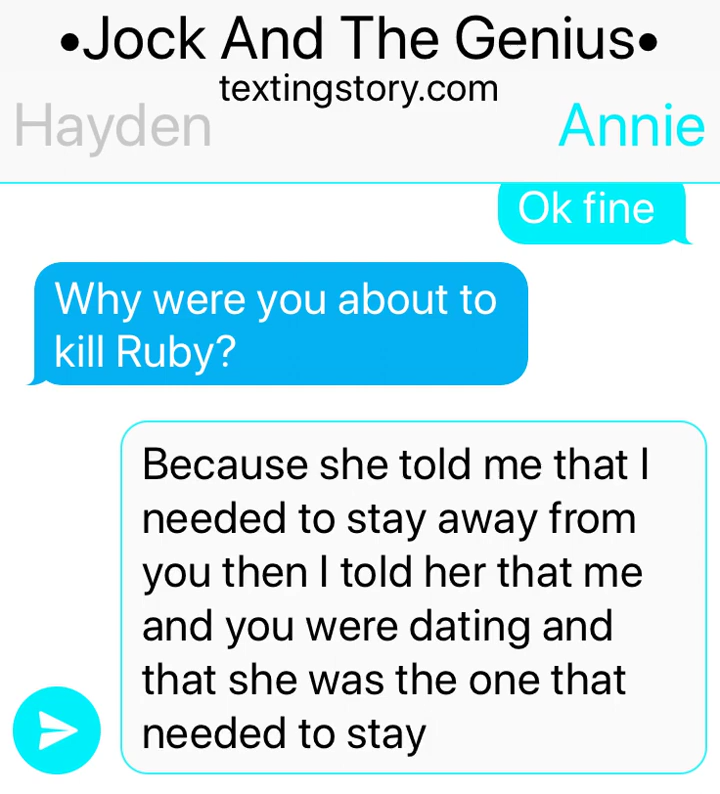 •Jock And The Genius•
textingstory.com
Hayden
Annie
Ok fine
Why were you about to
kill Ruby?
Because she told me that I
needed to stay away from
you then I told her that me
and you were dating and
that she was the one that
needed to stay